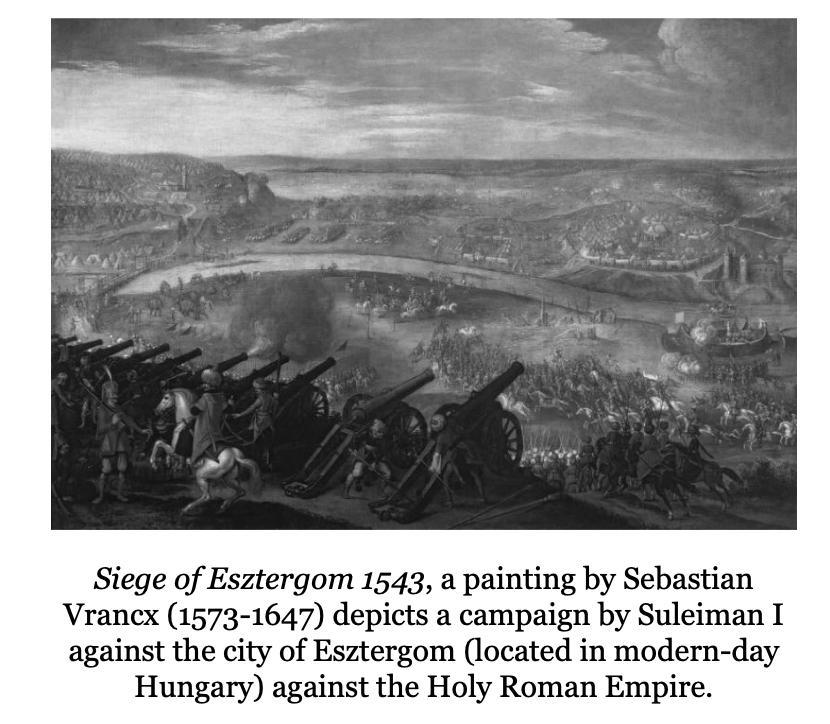 Siege of Esztergom 1543, a painting by Sebastian
Vrancx (1573-1647) depicts a campaign by Suleiman I
against the city of Esztergom (located in modern-day
Hungary) against the Holy Roman Empire.